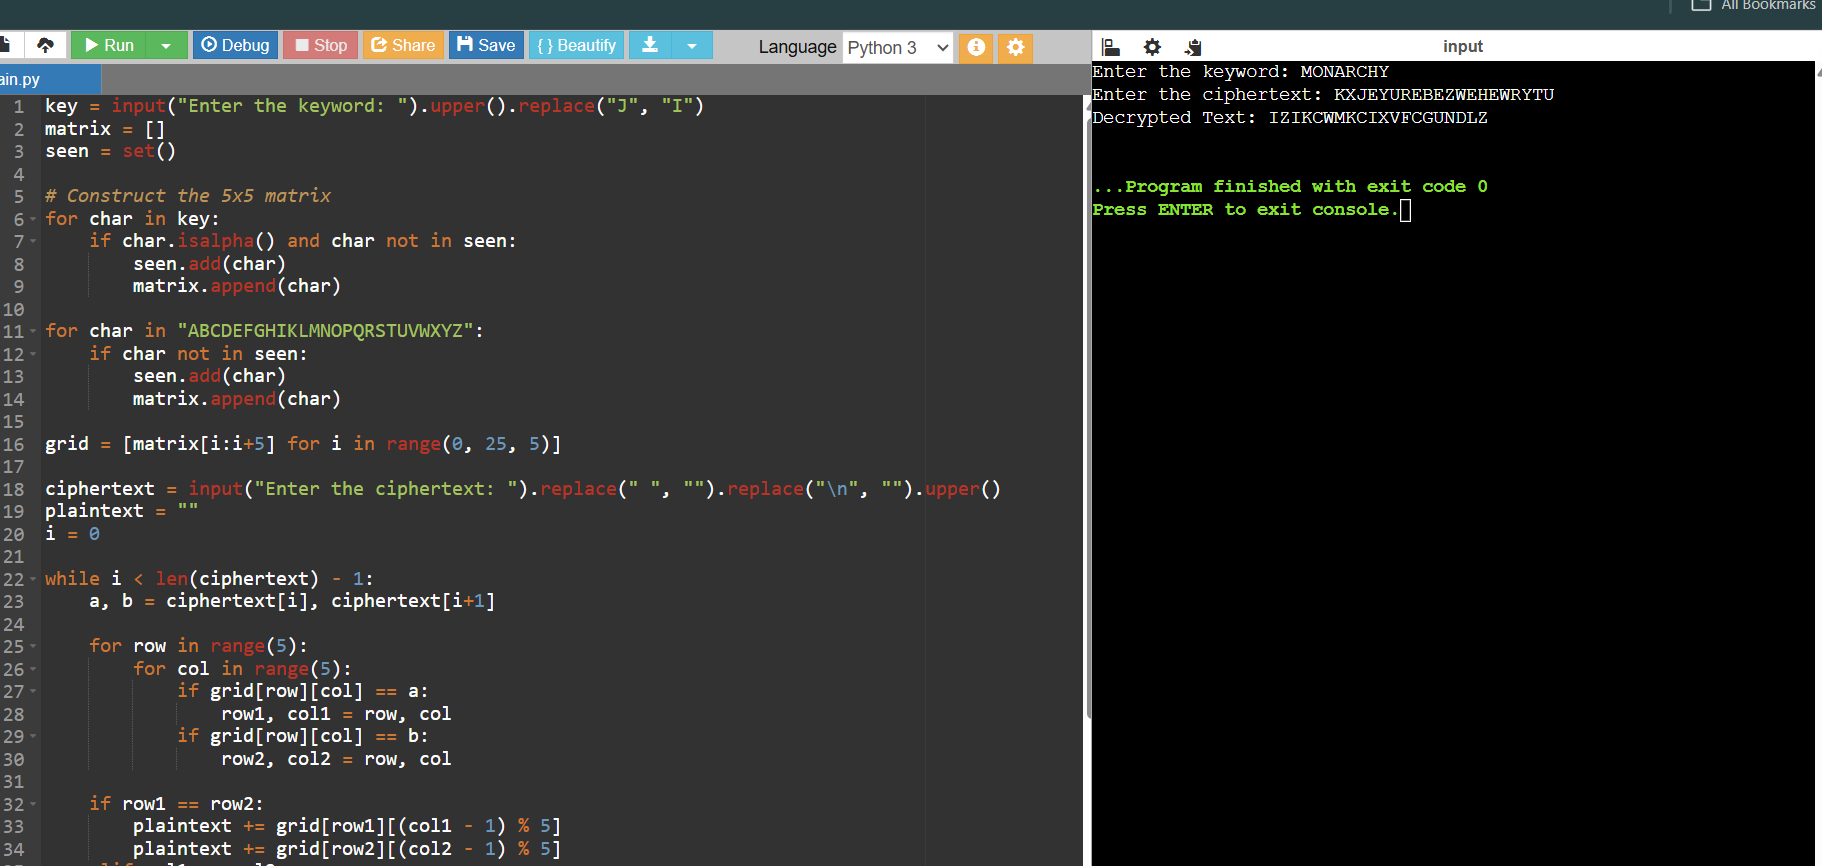 All Bookmarks
Run Debug Stop Share Save { } Beautify Language Python 3
input
ain.py
1 key = input("Enter the keyword: ").upper().replace("J", "I")
2 matrix = []
3 seen = set()
4
5 # Construct the 5x5 matrix
6 for char in key:
7     if char.isalpha() and char not in seen:
8         seen.add(char)
9         matrix.append(char)
10
11 for char in "ABCDEFGHIKLMNOPQRSTUVWXYZ":
12     if char not in seen:
13         seen.add(char)
14         matrix.append(char)
15
16 grid = [matrix[i:i+5] for i in range(0, 25, 5)]
17
18 ciphertext = input("Enter the ciphertext: ").replace(" ", "").replace("\n", "").upper()
19 plaintext = ""
20 i = 0
21
22 while i < len(ciphertext) - 1:
23     a, b = ciphertext[i], ciphertext[i+1]
24
25     for row in range(5):
26         for col in range(5):
27             if grid[row][col] == a:
28                 row1, col1 = row, col
29             if grid[row][col] == b:
30                 row2, col2 = row, col
31
32     if row1 == row2:
33         plaintext += grid[row1][(col1 - 1) % 5]
34         plaintext += grid[row2][(col2 - 1) % 5]
Enter the keyword: MONARCHY
Enter the ciphertext: KXJEYUREBEZWEHEWRYTU
Decrypted Text: IZIKCWMKCIXVFCGUNDLZ
...Program finished with exit code 0
Press ENTER to exit console.